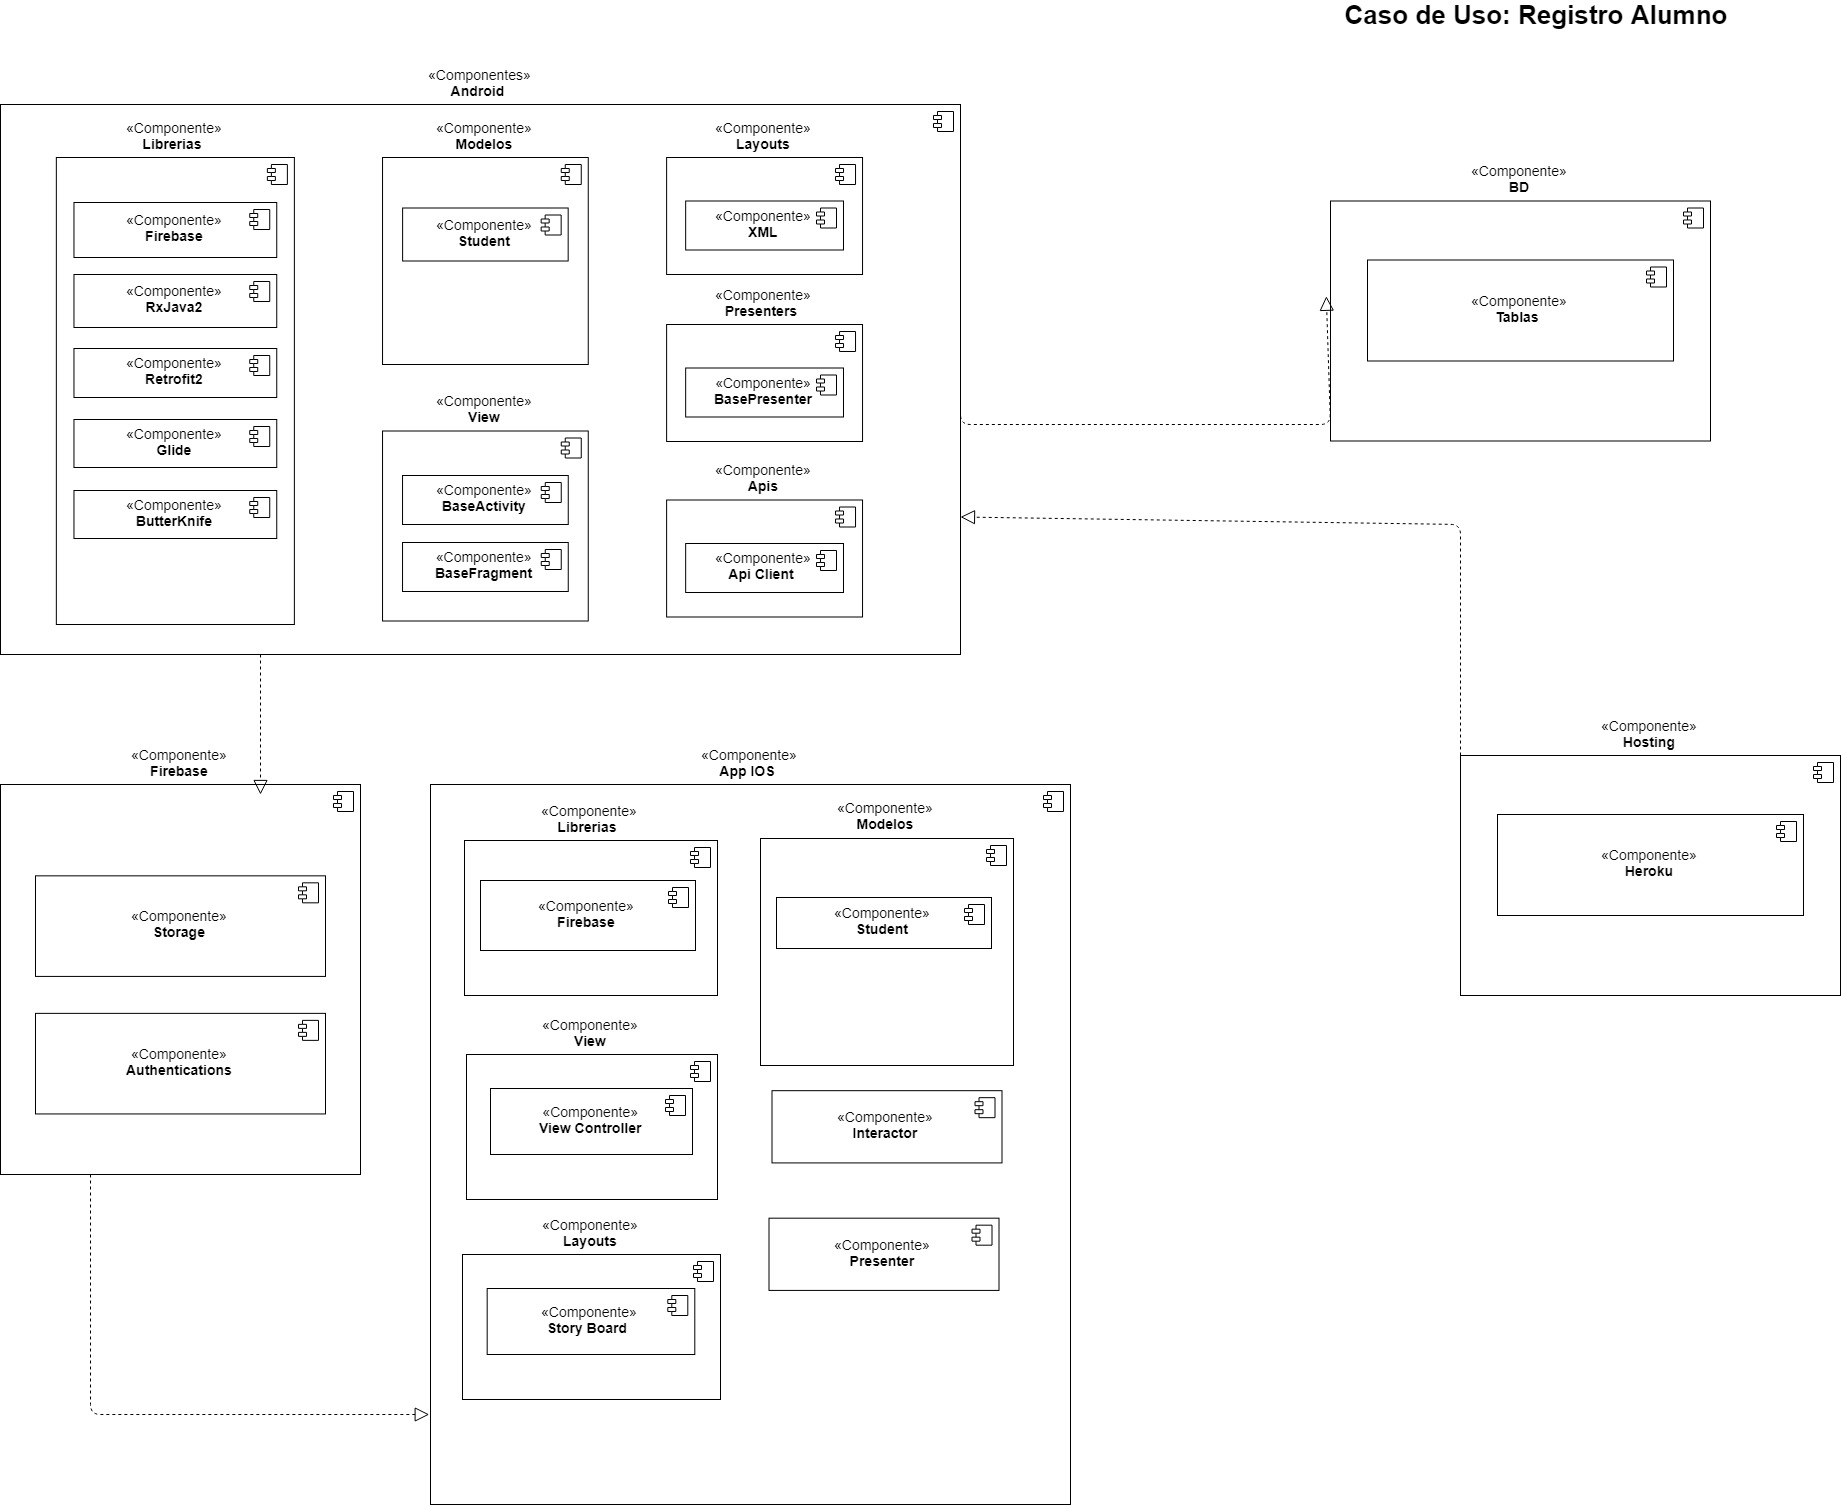 Caso de Uso: Registro Alumno
«Componentes»
Android
«Componente»
Librerias
«Componente»
Firebase
«Componente»
RxJava2
«Componente»
Retrofit2
«Componente»
Glide
«Componente»
ButterKnife
«Componente»
Modelos
«Componente»
Student
«Componente»
View
«Componente»
BaseActivity
«Componente»
BaseFragment
«Componente»
Layouts
«Componente»
XML
«Componente»
Presenters
«Componente»
BasePresenter
«Componente»
Apis
«Componente»
Api Client
«Componente»
BD
«Componente»
Tablas
«Componente»
Firebase
«Componente»
Storage
«Componente»
Authentications
«Componente»
App IOS
«Componente»
Librerias
«Componente»
Firebase
«Componente»
View
«Componente»
View Controller
«Componente»
Layouts
«Componente»
Story Board
«Componente»
Modelos
«Componente»
Student
«Componente»
Interactor
«Componente»
Presenter
«Componente»
Hosting
«Componente»
Heroku